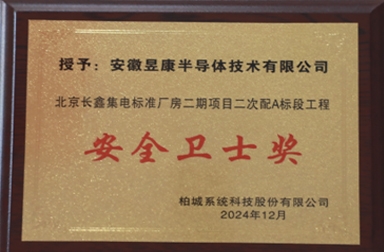 授予：安徽昱康半导体技术有限公司
北京长鑫集电标准厂房二期项目二次配A标段工程
安全卫士奖
柏城系统科技股份有限公司
2024年12月